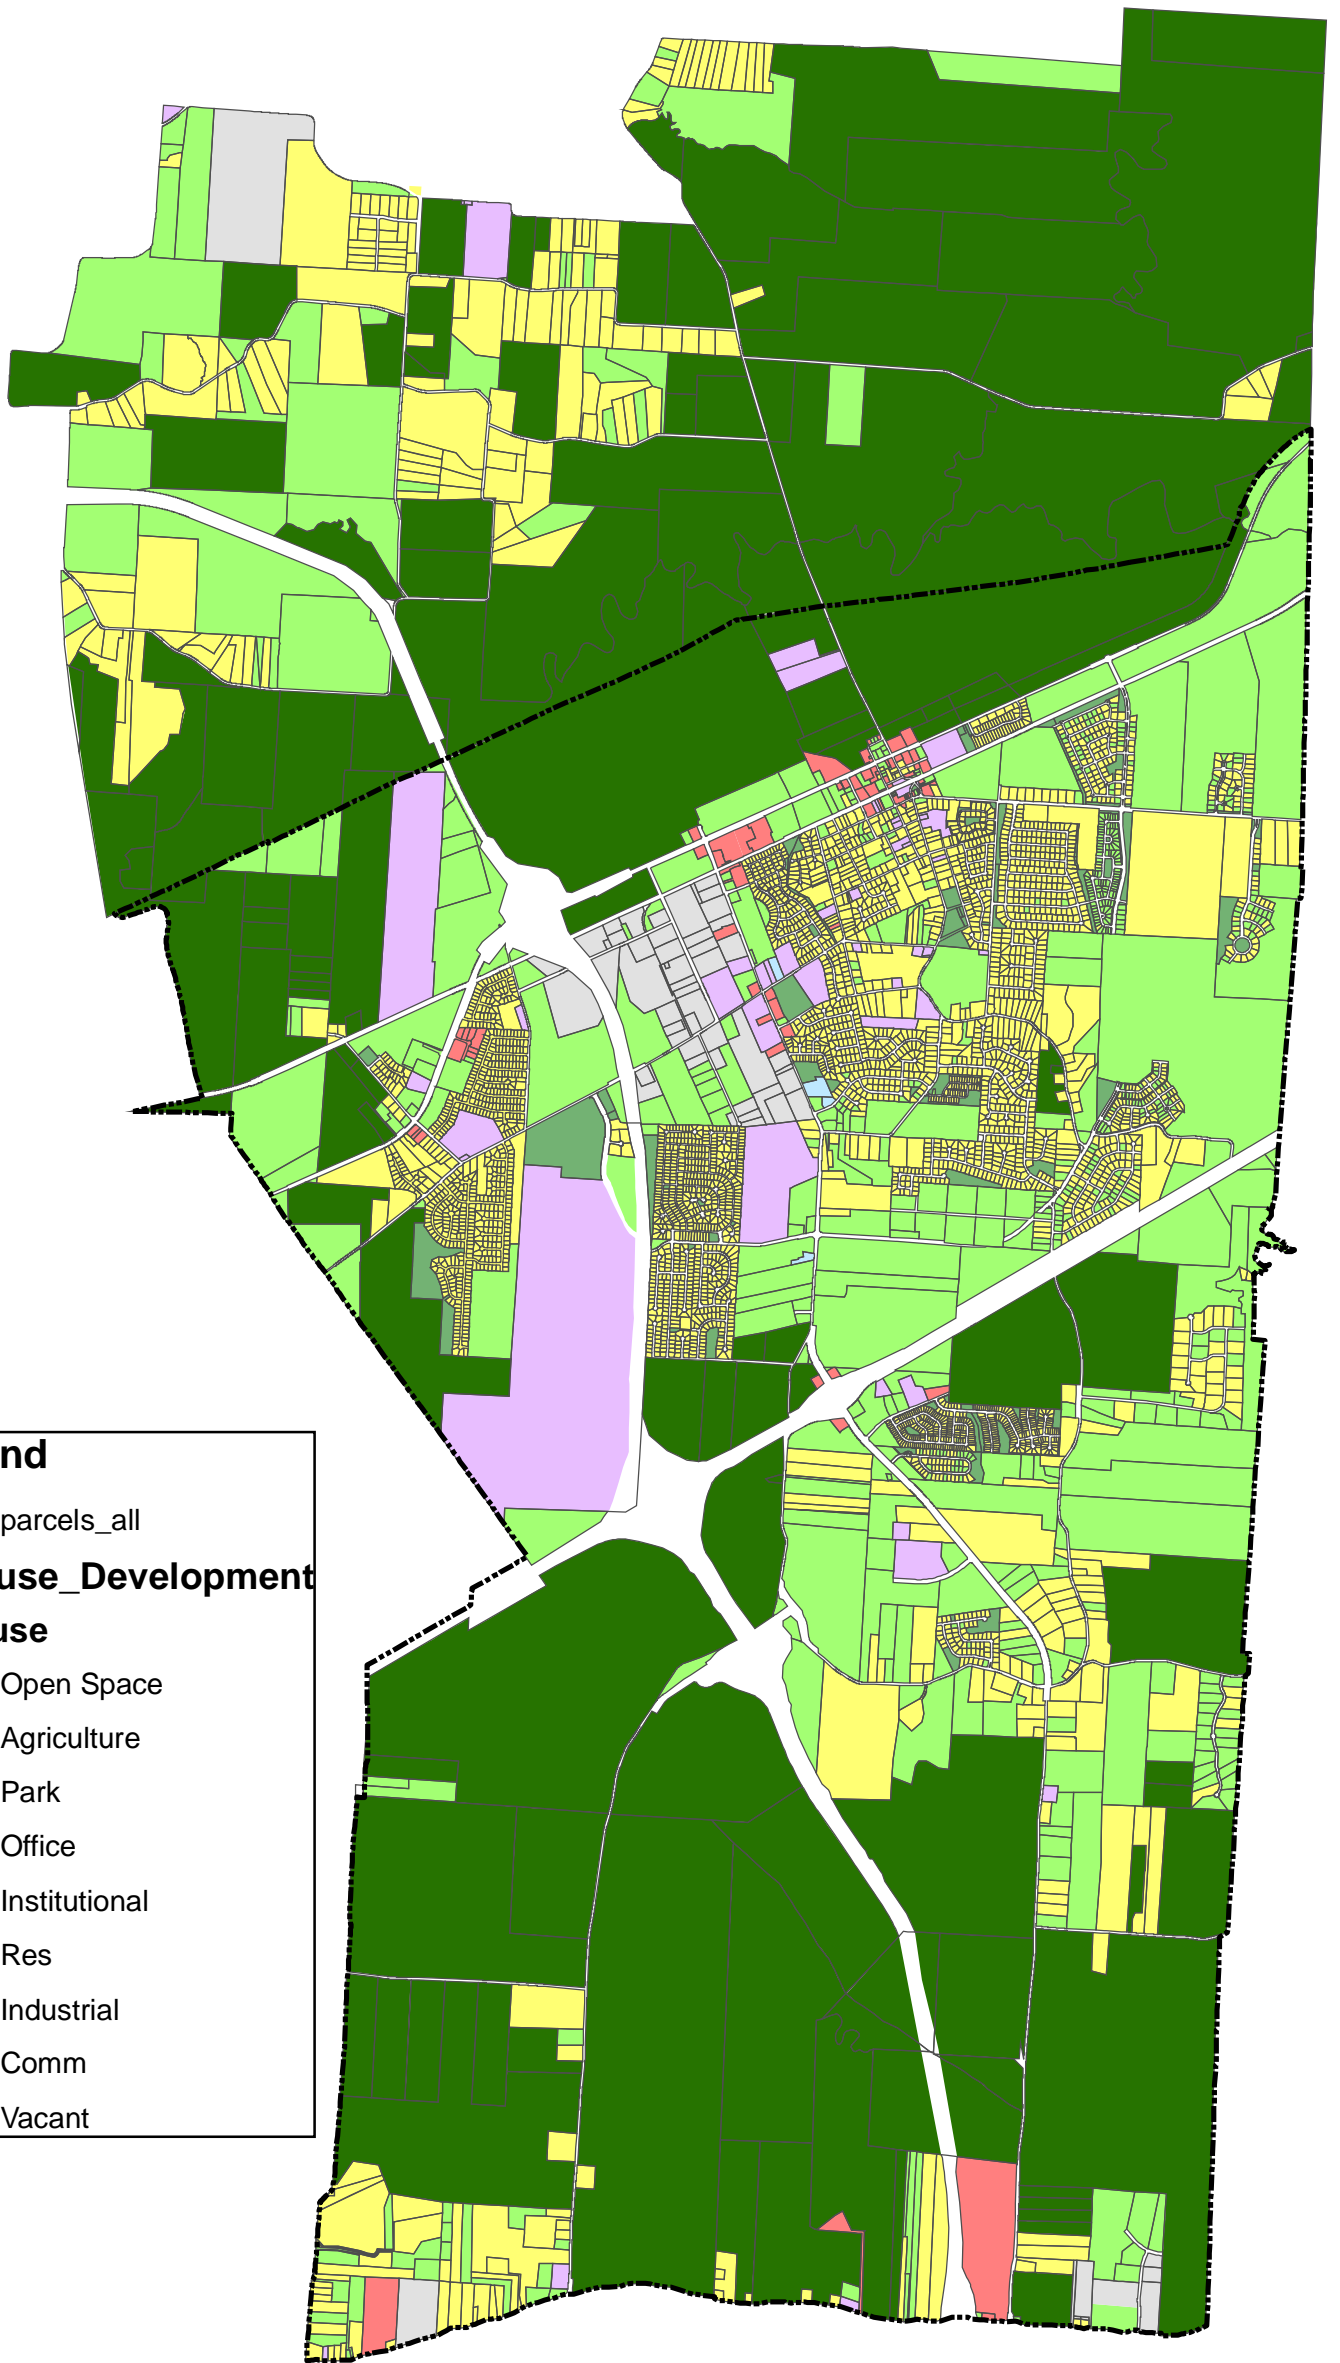 nd
parcels_all
use_Development
use
Open Space
Agriculture
Park
Office
Institutional
Res
Industrial
Comm
Vacant